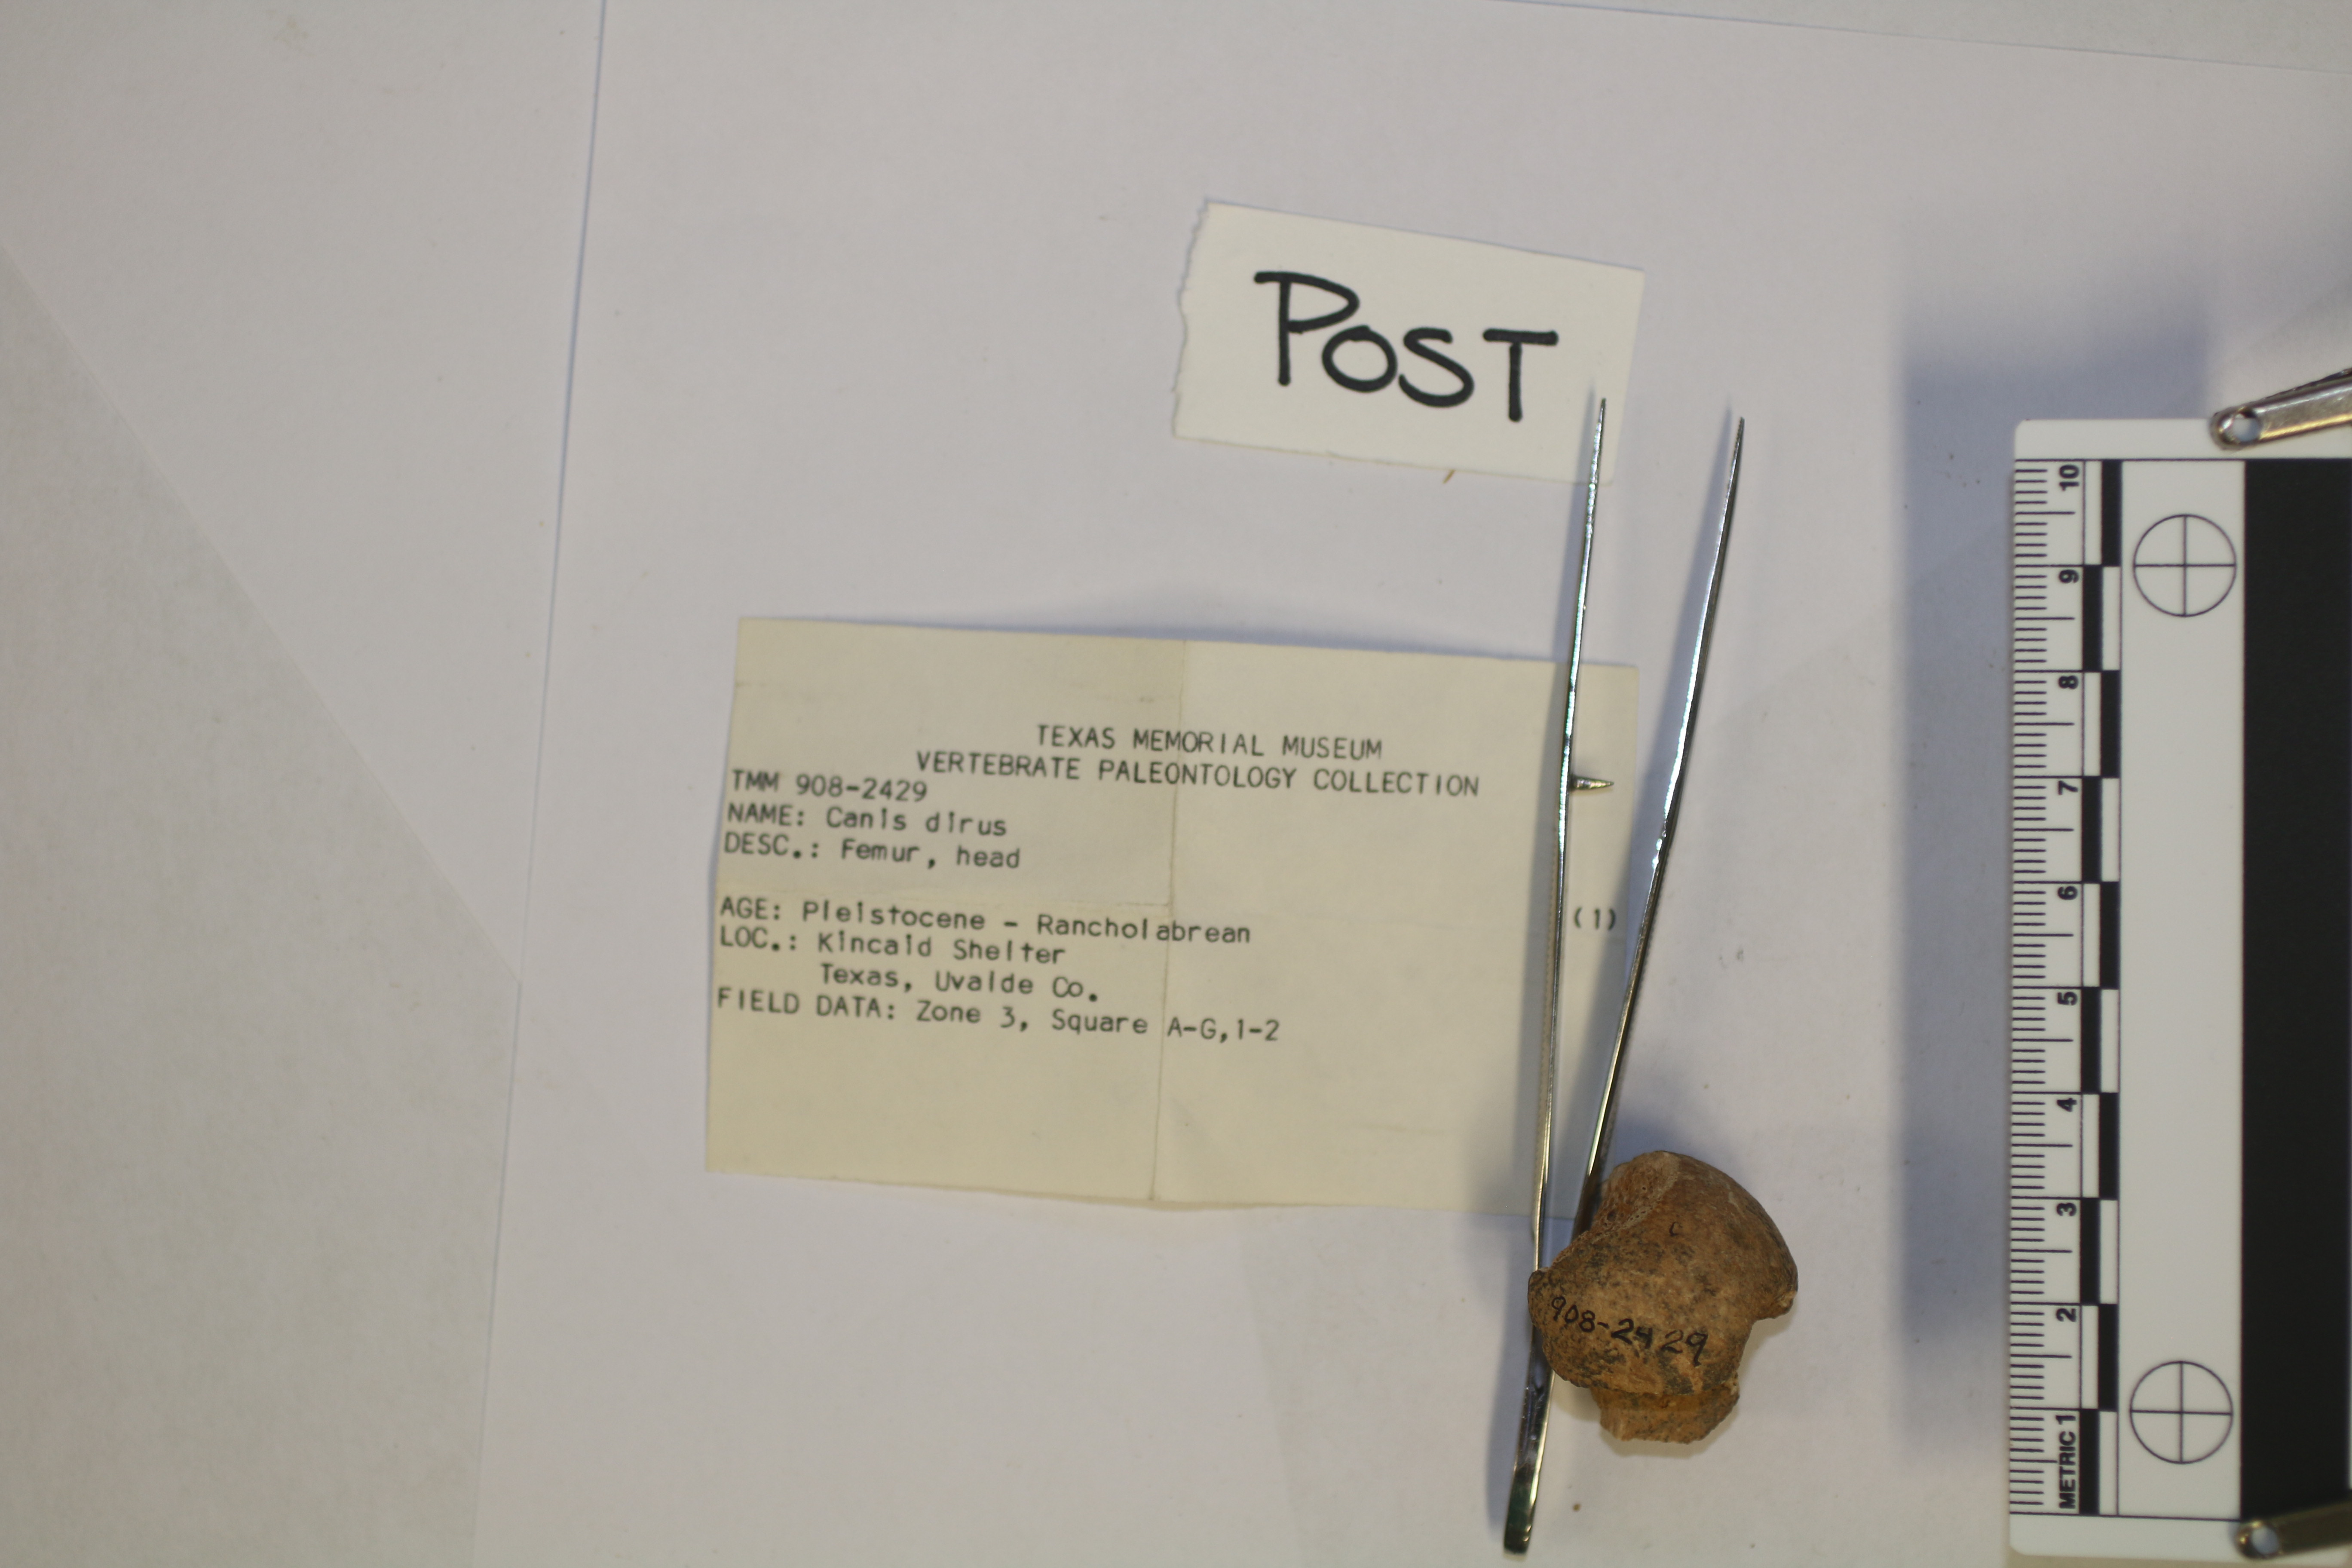 TEXAS MEMORIAL MUSEUM
VERTEBRATE PALEONTOLOGY COLLECTION
TMM 908-2429
NAME: Canis dirus
DESC.: Femur, head
(1)
AGE: Pleistocene - Rancholabrean
LOC.: Kincaid Shelter
Texas, Uvalde Co.
FIELD DATA: Zone 3, Square A-G,1-2
POST
908-2429
METRIC 1 2 3 4 5 6 7 8 9 10